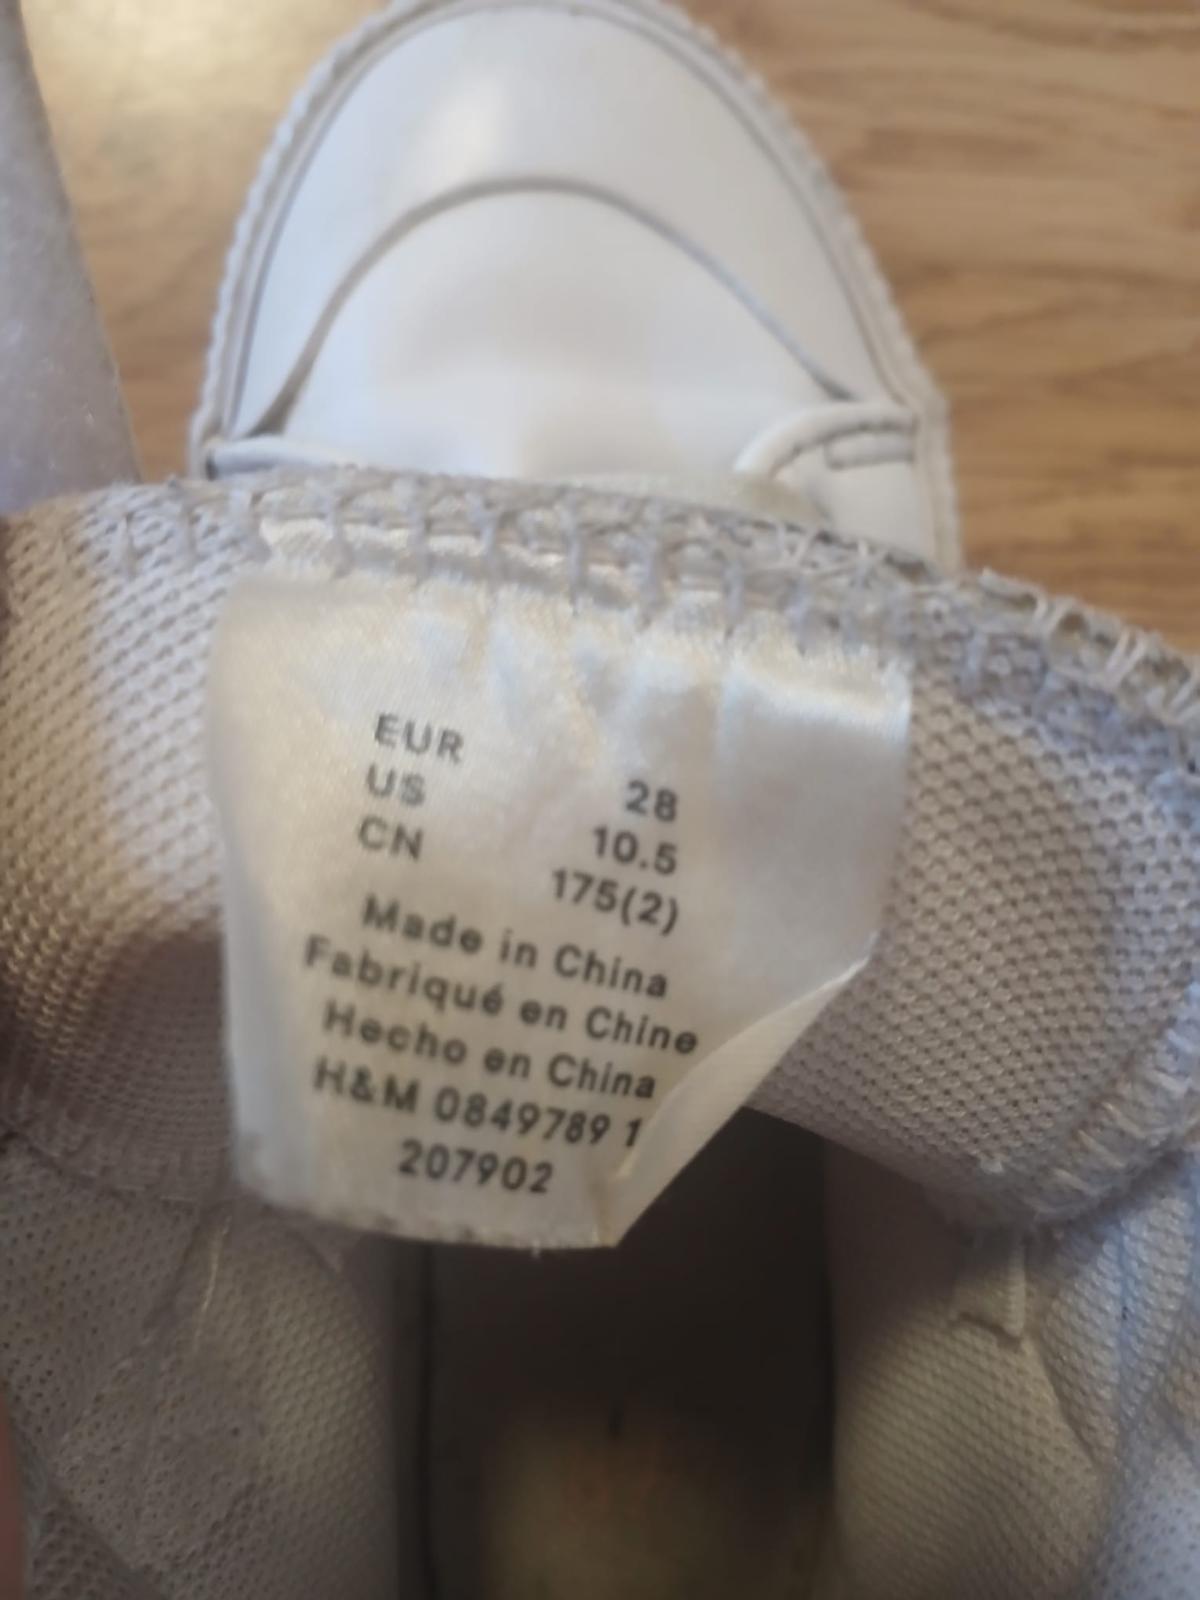 EUR 28
US 10.5
CN 175(2)
Made in China
Fabriqué en Chine
Hecho en China
H&M 0849789 1
207902